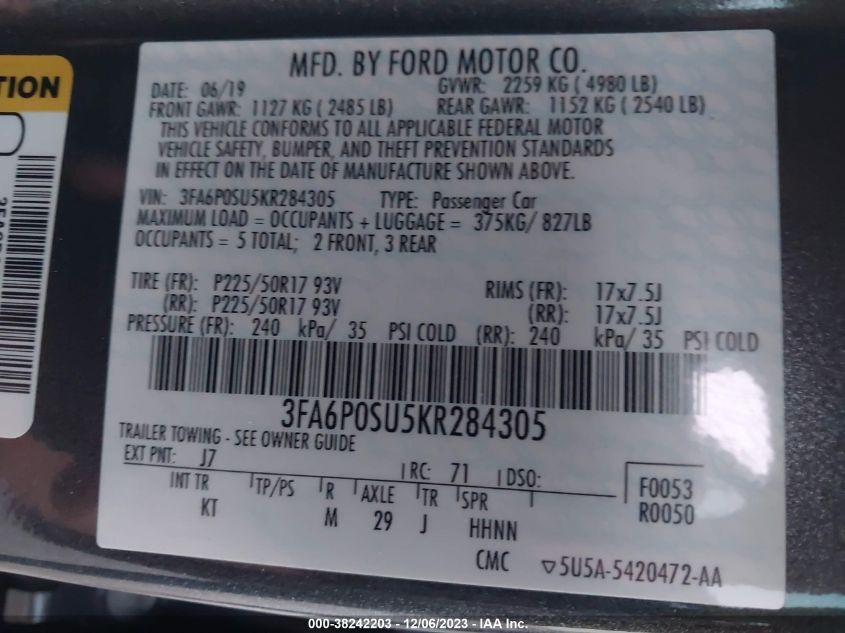 TION
MFD. BY FORD MOTOR CO.
DATE: 06/19 GVWR: 2259 KG ( 4980 LB)
FRONT GAWR: 1127 KG ( 2485 LB) REAR GAWR: 1152 KG ( 2540 LB)
THIS VEHICLE CONFORMS TO ALL APPLICABLE FEDERAL MOTOR
VEHICLE SAFETY, BUMPER, AND THEFT PREVENTION STANDARDS
IN EFFECT ON THE DATE OF MANUFACTURE SHOWN ABOVE.
VIN: 3FA6P0SU5KR284305 TYPE: Passenger Car
MAXIMUM LOAD = OCCUPANTS + LUGGAGE = 375KG/ 827LB
OCCUPANTS = 5 TOTAL; 2 FRONT, 3 REAR
TIRE (FR): P225/50R17 93V RIMS (FR): 17x7.5J
(RR): P225/50R17 93V (RR): 17x7.5J
PRESSURE (FR): 240 kPa/ 35 PSI COLD (RR): 240 kPa/ 35 PSI COLD
3FA6P0SU5KR284305
TRAILER TOWING - SEE OWNER GUIDE
EXT PNT: J7 RC: 71 DSO:
INT TR TP/PS R AXLE TR SPR F0053
KT M 29 J HHNN R0050
CMC ▽5U5A-5420472-AA
000-38242203 - 12/06/2023 - IAA Inc.